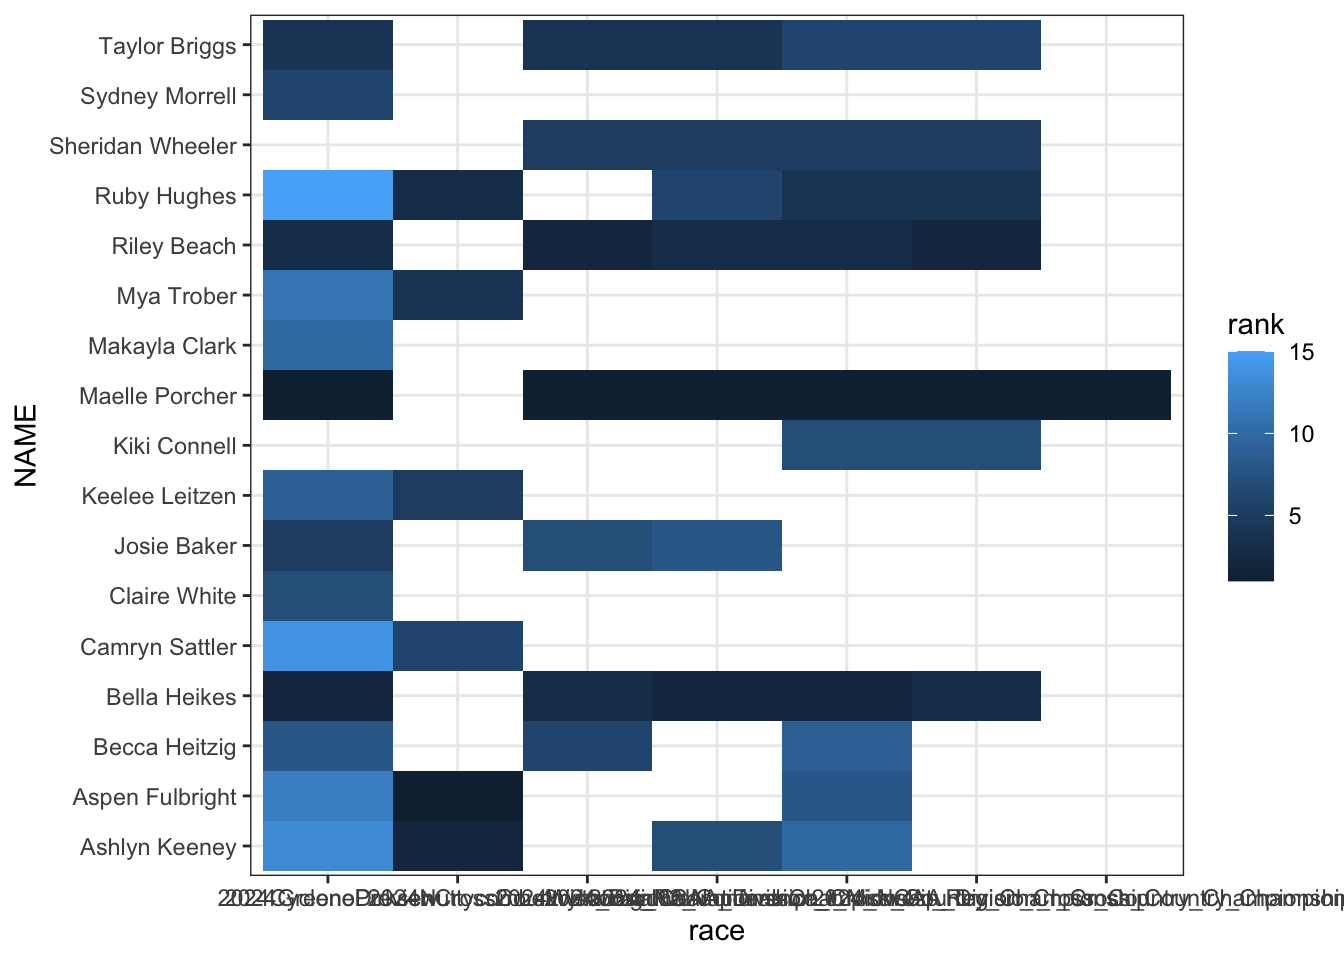 Taylor Briggs
Sydney Morrell
Sheridan Wheeler
Ruby Hughes
Riley Beach
Mya Trober
Makayla Clark
Maelle Porcher
Kiki Connell
Keelee Leitzen
Josie Baker
Claire White
Camryn Sattler
Bella Heikes
Becca Heitzig
Aspen Fulbright
Ashlyn Keeney
NAME
race
rank
15
10
5